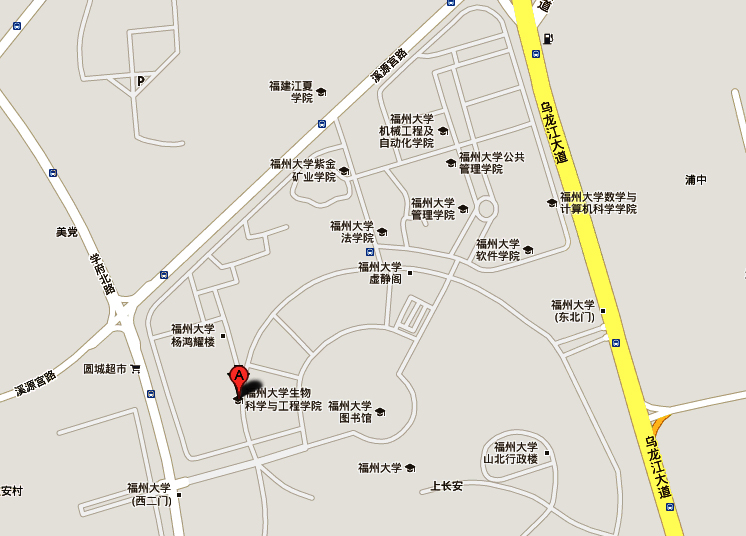 道
溪源宫路
P
福建江夏
学院
福州大学
机械工程及
自动化学院
乌龙江大道
福州大学紫金
矿业学院
福州大学公共
管理学院
浦中
福州大学
管理学院
福州大学数学与
计算机科学学院
美党
福州大学
法学院
福州大学
软件学院
学府北路
福州大学
虚静阁
福州大学
(东北门)
福州大学
杨鸿耀楼
圆城超市
溪源宫路
A
福州大学生物
科学与工程学院
福州大学
图书馆
福州大学
山北行政楼
乌龙江大道
福州大学
上长安
安村
福州大学
(西二门)